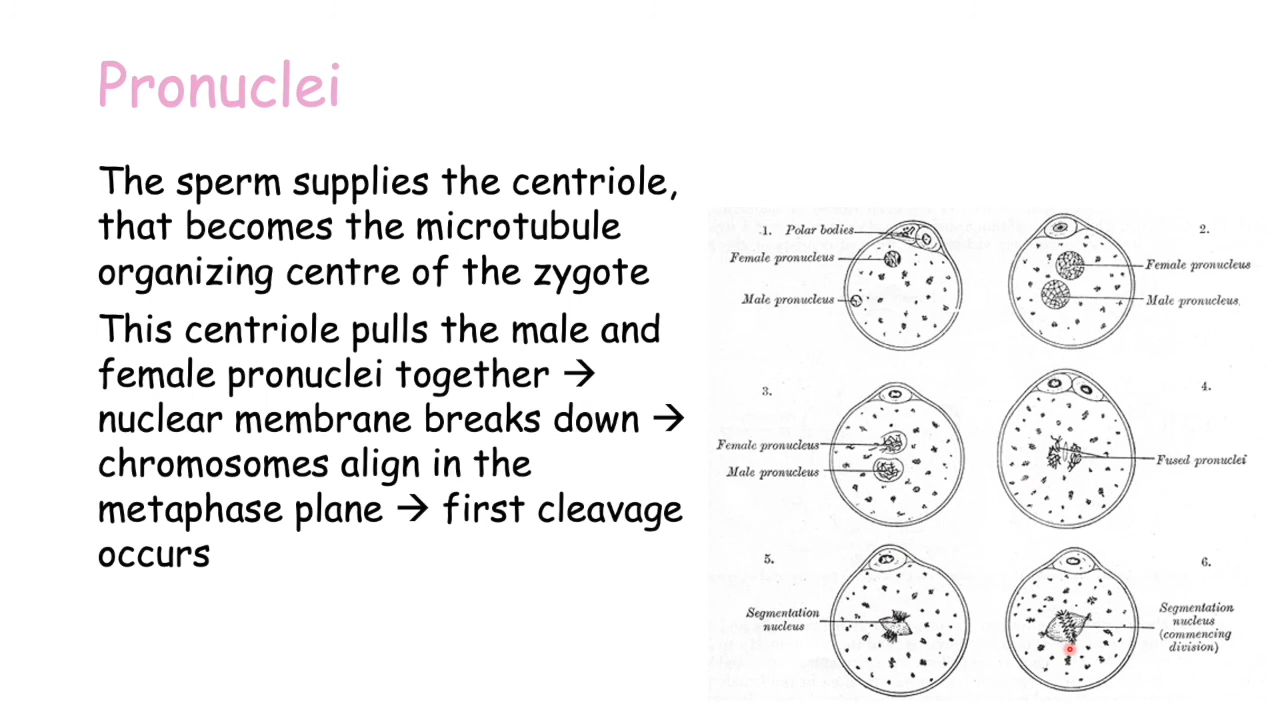 Pronuclei
The sperm supplies the centriole,
that becomes the microtubule
organizing centre of the zygote
This centriole pulls the male and
female pronuclei together →
nuclear membrane breaks down →
chromosomes align in the
metaphase plane → first cleavage
occurs
1. Polar bodies
Female pronucleus
Male pronucleus
2.
Female pronucleus
Male pronucleus.
3.
Female pronucleus
Male pronucleus
4.
Fused pronuclei
5.
Segmentation
nucleus
6.
Segmentation
nucleus
(commencing
division)